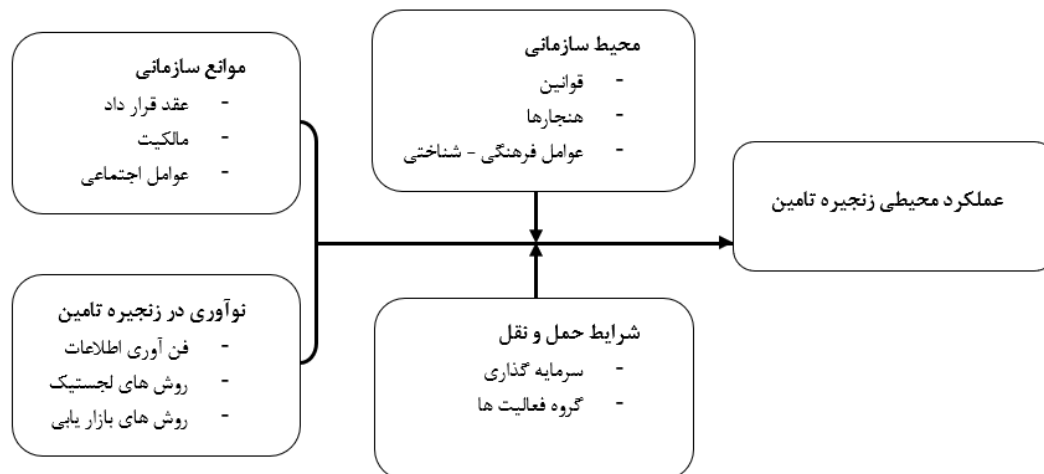 موانع سازمانی
- عقد قرار داد
- مالکیت
- عوامل اجتماعی
محیط سازمانی
- قوانین
- هنجارها
- عوامل فرهنگی - شناختی
عملکرد محیطی زنجیره تامین
نوآوری در زنجیره تامین
- فن آوری اطلاعات
- روش های لجستیک
- روش های بازار یابی
شرایط حمل و نقل
- سرمایه گذاری
- گروه فعالیت ها